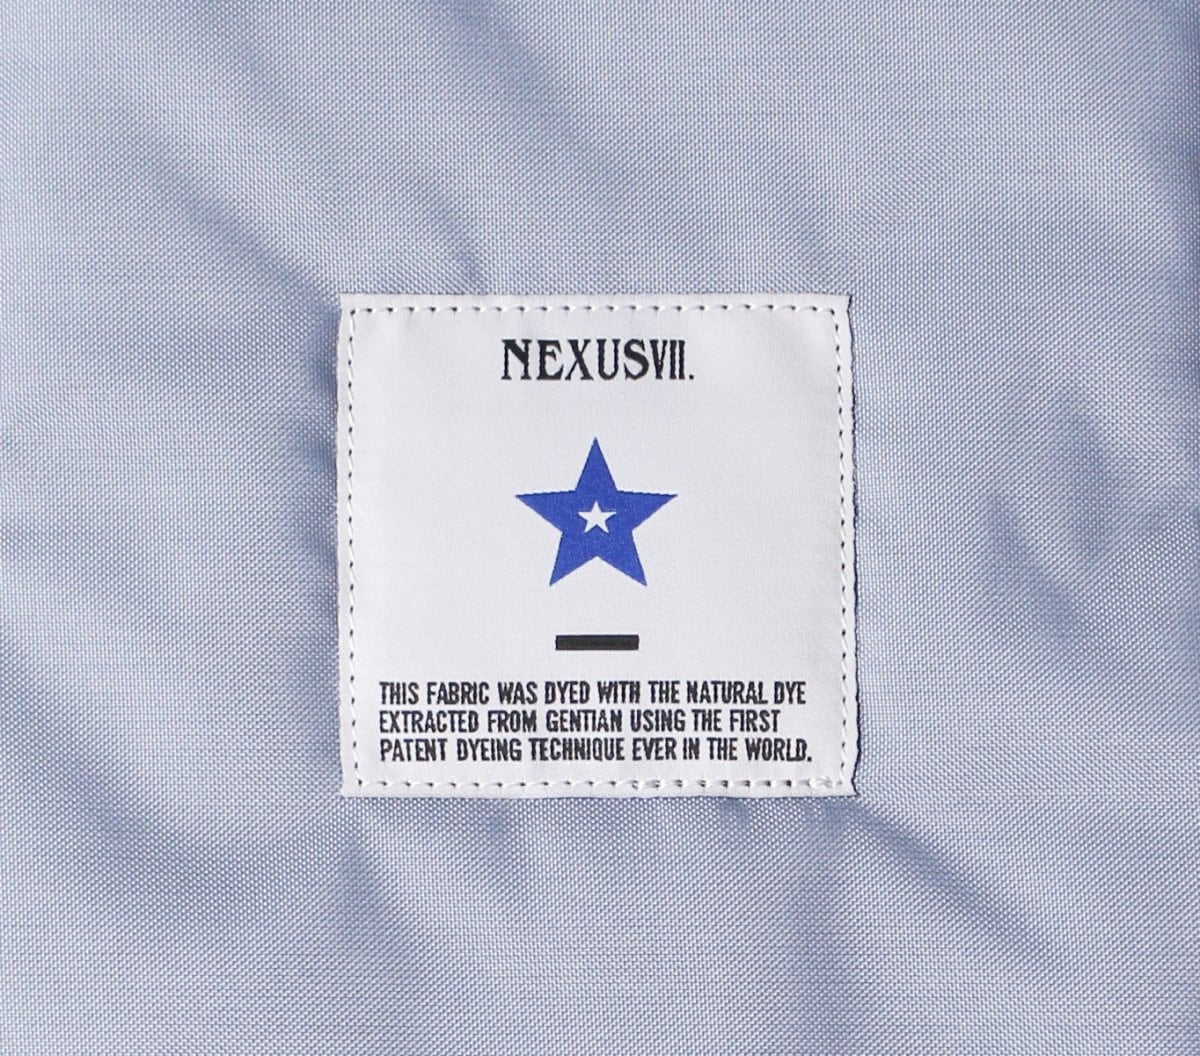 NEXUSVII.
THIS FABRIC WAS DYED WITH THE NATURAL DYE
EXTRACTED FROM GENTIAN USING THE FIRST
PATENT DYEING TECHNIQUE EVER IN THE WORLD.